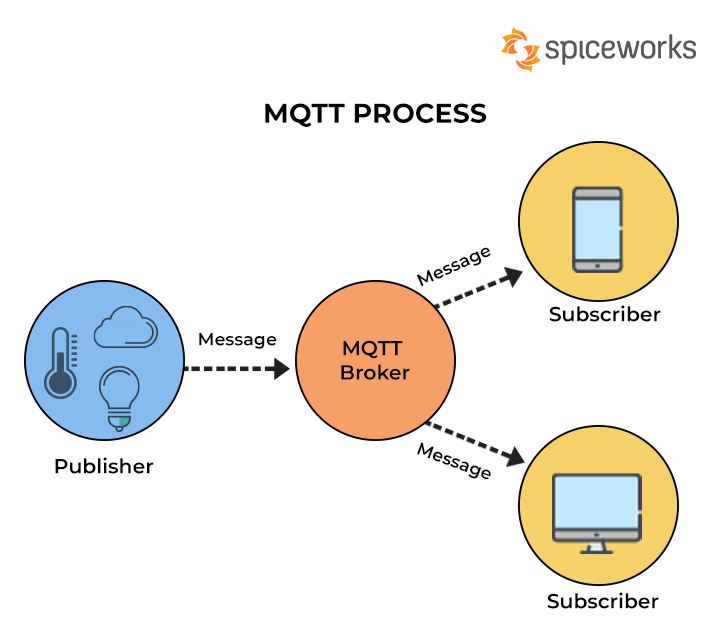 spiceworks
MQTT PROCESS
Message
Subscriber
Message
MQTT
Broker
Publisher
Message
Subscriber